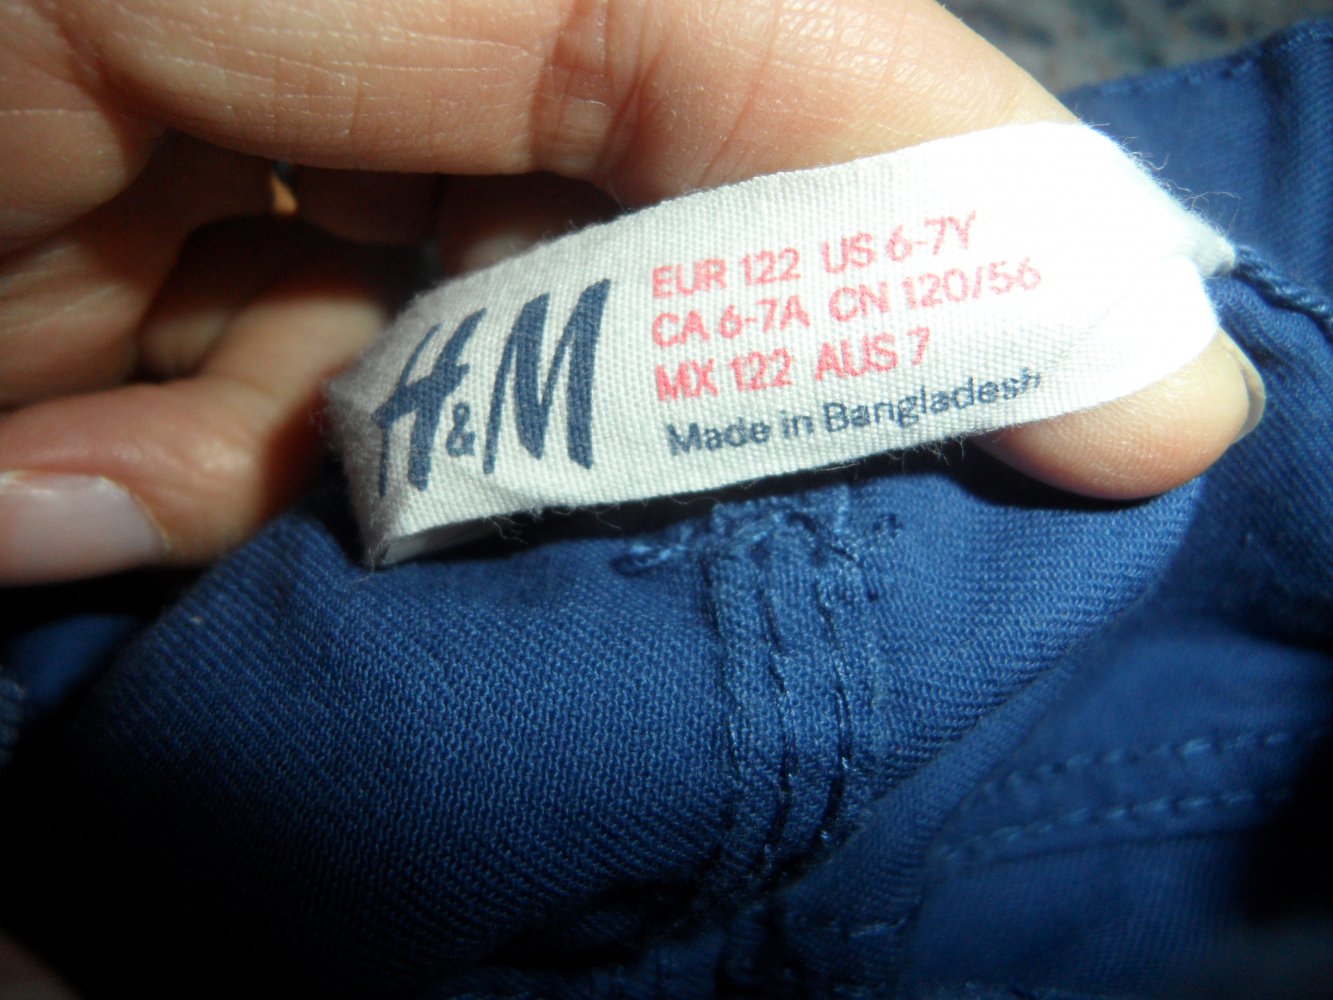 H&M
EUR 122 US 6-7Y
CA 6-7A CN 120/56
MX 122 AUS 7
Made in Bangladesh